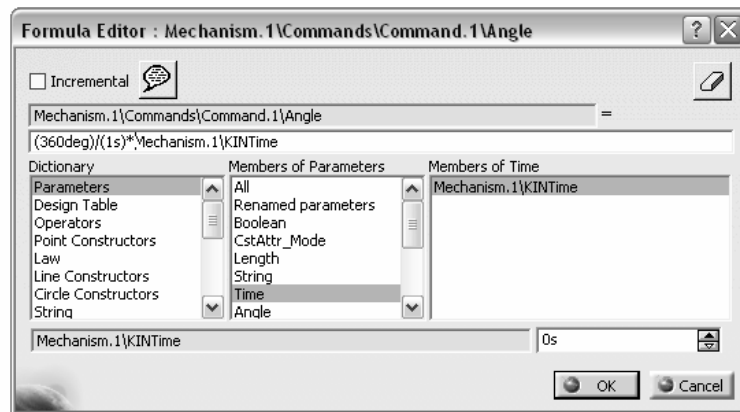 Formula Editor : Mechanism.1\Commands\Command.1\Angle
Incremental
Mechanism.1\Commands\Command.1\Angle =
(360deg)/(1s)*Mechanism.1\KINTime
Dictionary Members of Parameters Members of Time
Parameters All Mechanism.1\KINTime
Design Table Renamed parameters
Operators Boolean
Point Constructors CstAttr_Mode
Law Length
Line Constructors String
Circle Constructors Time
String Angle
Mechanism.1\KINTime 0s
OK Cancel